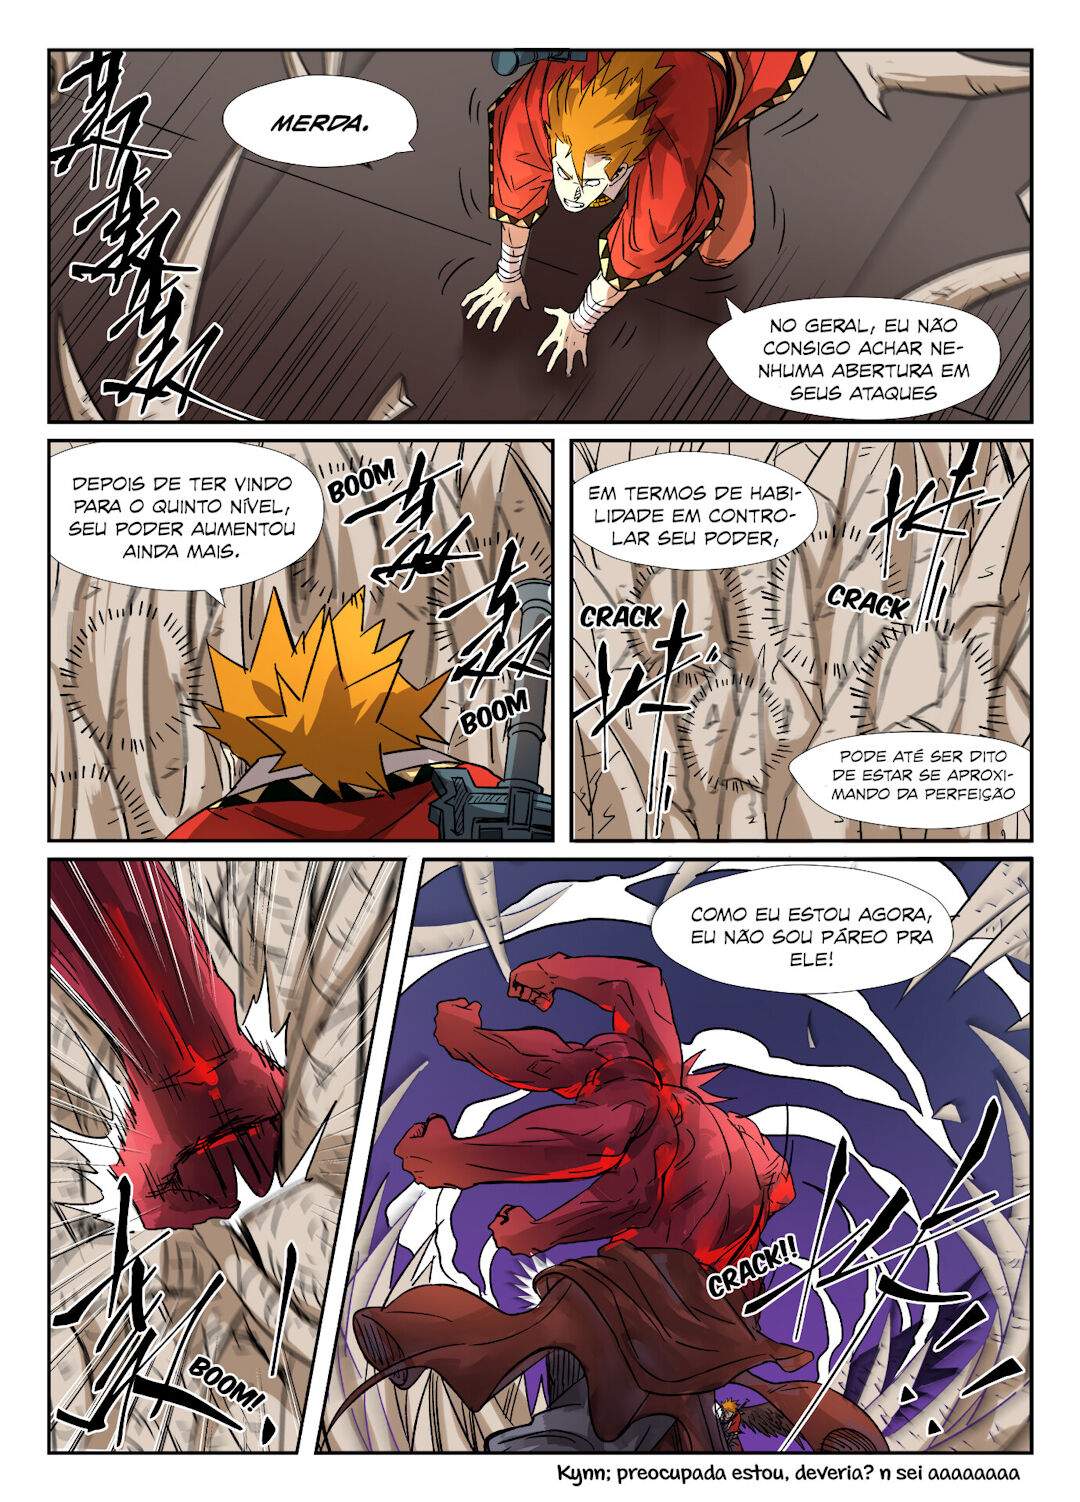 MERDA.
NO GERAL, EU NÃO
CONSIGO ACHAR NE-
NHUMA ABERTURA EM
SEUS ATAQUES
DEPOIS DE TER VINDO
PARA O QUINTO NÍVEL,
SEU PODER AUMENTOU
AINDA MAIS.
BOOM
BOOM
EM TERMOS DE HABI-
LIDADE EM CONTRO-
LAR SEU PODER,
CRACK
CRACK
PODE ATÉ SER DITO
DE ESTAR SE APROXI-
MANDO DA PERFEIÇÃO
BOOM!
COMO EU ESTOU AGORA,
EU NÃO SOU PÁREO PRA
ELE!
CRACK!!
Kynn; preocupada estou, deveria? n sei aaaaaaaa